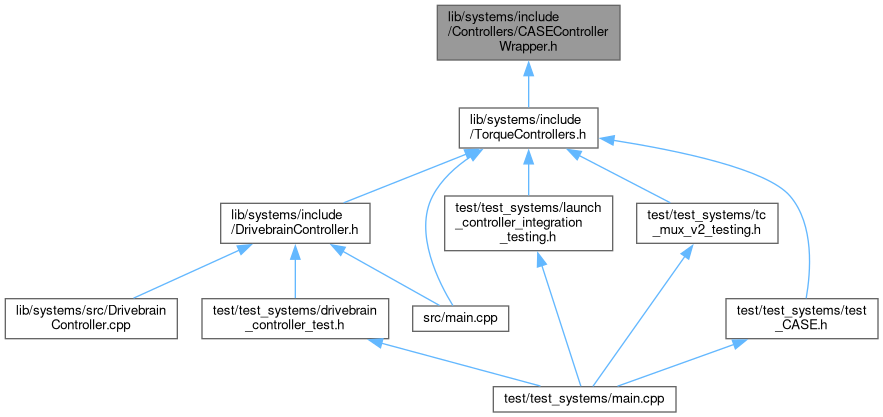 lib/systems/include
/Controllers/CASEController
Wrapper.h
lib/systems/include
/TorqueControllers.h
lib/systems/include
/DrivebrainController.h
test/test_systems/launch
_controller_integration
_testing.h
test/test_systems/tc
_mux_v2_testing.h
lib/systems/src/Drivebrain
Controller.cpp
test/test_systems/drivebrain
_controller_test.h
src/main.cpp
test/test_systems/test
_CASE.h
test/test_systems/main.cpp